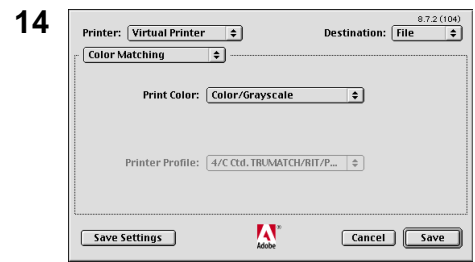 14
8.7.2 (104)
Printer: Virtual Printer Destination: File
Color Matching
Print Color: Color/Grayscale
Printer Profile: 4/C Ctd. TRUMATCH/RIT/P...
Save Settings Adobe Cancel Save